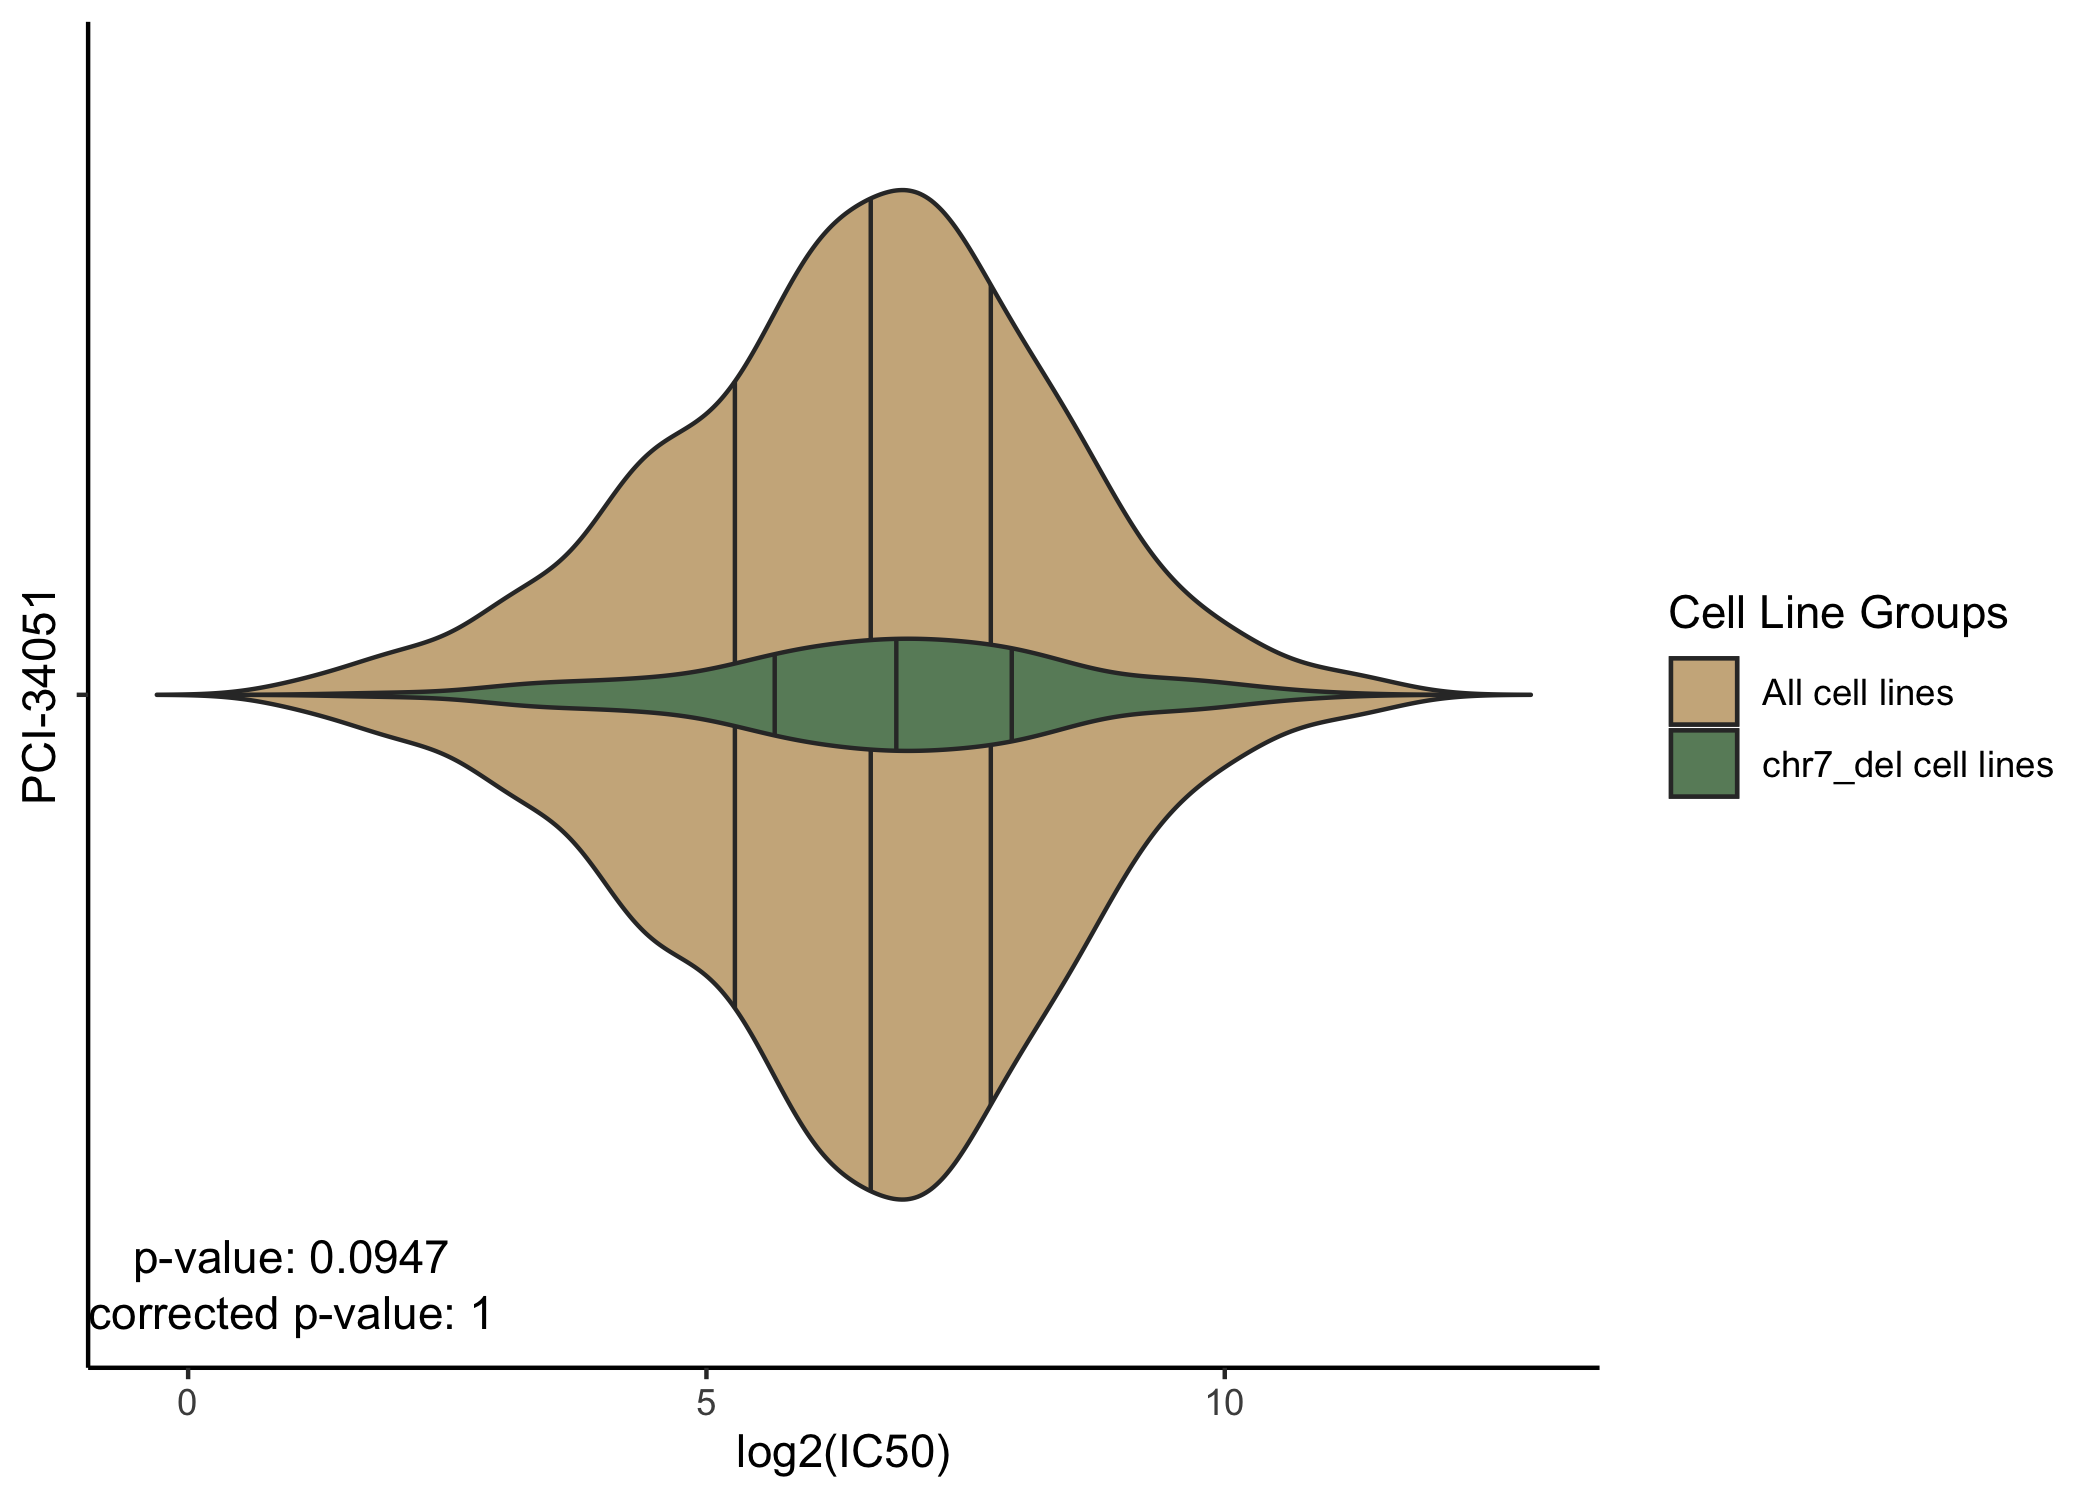 PCI-34051
p-value: 0.0947
corrected p-value: 1
0 5 10
log2(IC50)
Cell Line Groups
All cell lines
chr7_del cell lines